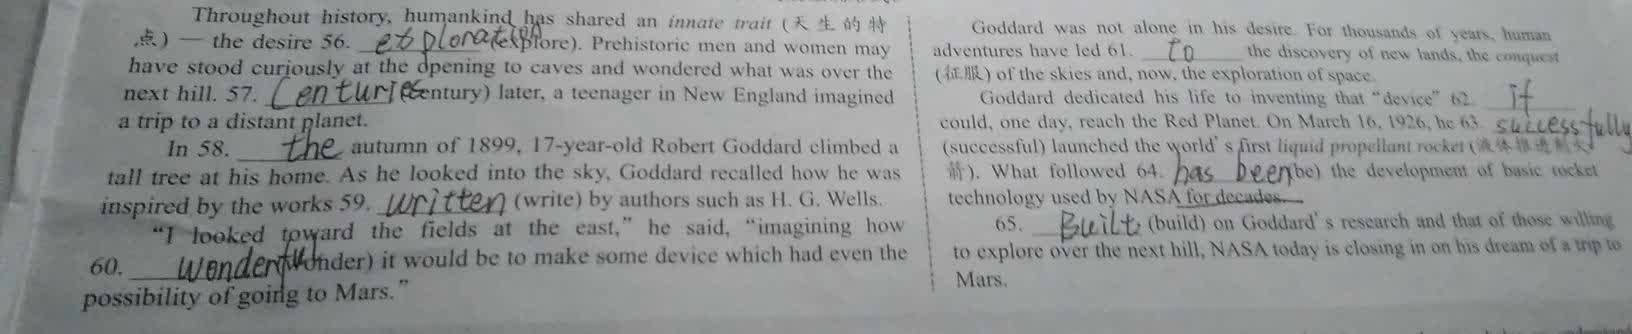 Throughout history, humankind has shared an innate trait (天生的特
点) — the desire 56. exploration (explore). Prehistoric men and women may
have stood curiously at the opening to caves and wondered what was over the
next hill. 57. Centuries (century) later, a teenager in New England imagined
a trip to a distant planet.
In 58. the autumn of 1899, 17-year-old Robert Goddard climbed a
tall tree at his home. As he looked into the sky, Goddard recalled how he was
inspired by the works 59. written (write) by authors such as H. G. Wells.
“I looked toward the fields at the east,” he said, “imagining how
60. Wonderful (wonder) it would be to make some device which had even the
possibility of going to Mars.”
Goddard was not alone in his desire. For thousands of years, human
adventures have led 61. to the discovery of new lands, the conquest
(征服) of the skies and, now, the exploration of space.
Goddard dedicated his life to inventing that “device” 62. it
could, one day, reach the Red Planet. On March 16, 1926, he 63. successfully
(successful) launched the world's first liquid propellant rocket (液体推进剂火
箭). What followed 64. has been (be) the development of basic rocket
technology used by NASA for decades.
65. Built (build) on Goddard's research and that of those willing
to explore over the next hill, NASA today is closing in on his dream of a trip to
Mars.